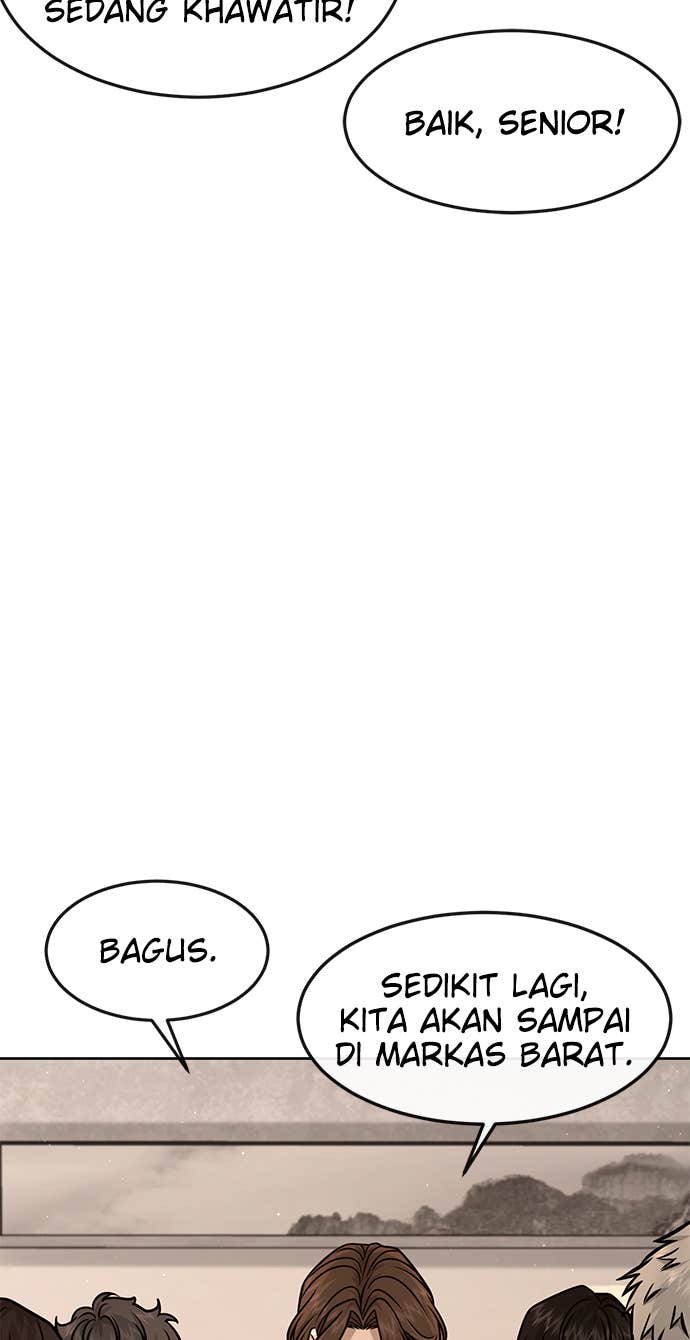 SEDANG KHAWATIR!
BAIK, SENIOR!
BAGUS.
SEDIKIT LAGI,
KITA AKAN SAMPAI
DI MARKAS BARAT.